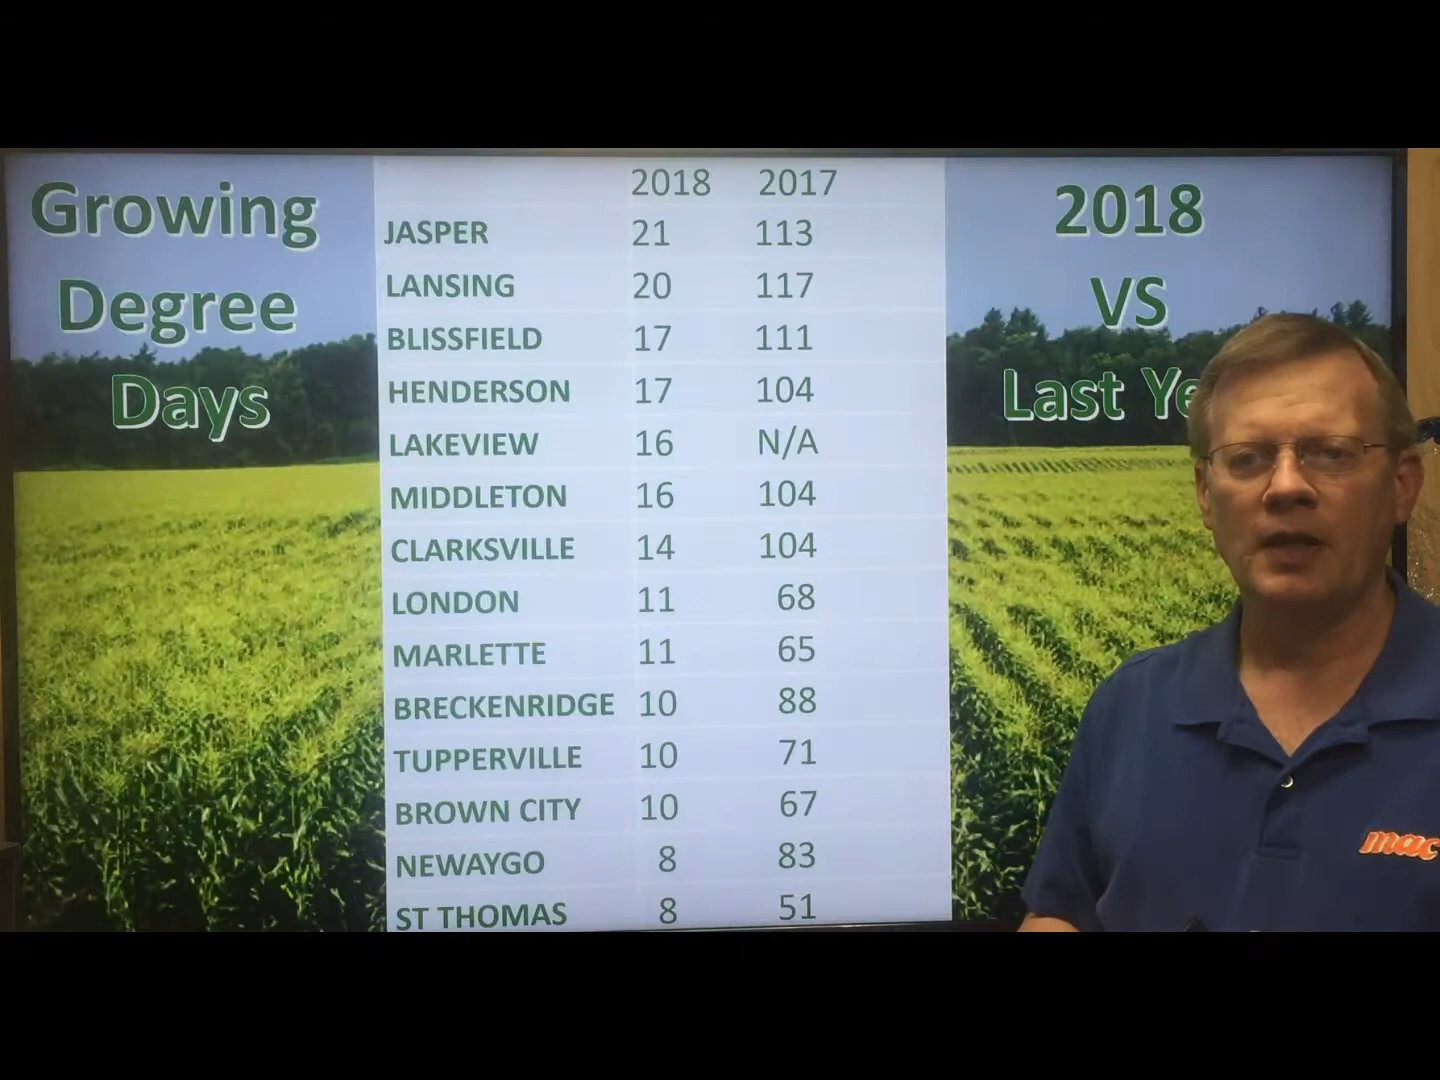 Growing
Degree
Days
2018 2017
JASPER 21 113
LANSING 20 117
BLISSFIELD 17 111
HENDERSON 17 104
LAKEVIEW 16 N/A
MIDDLETON 16 104
CLARKSVILLE 14 104
LONDON 11 68
MARLETTE 11 65
BRECKENRIDGE 10 88
TUPPERVILLE 10 71
BROWN CITY 10 67
NEWAYGO 8 83
ST THOMAS 8 51
2018
VS
Last Ye
mac